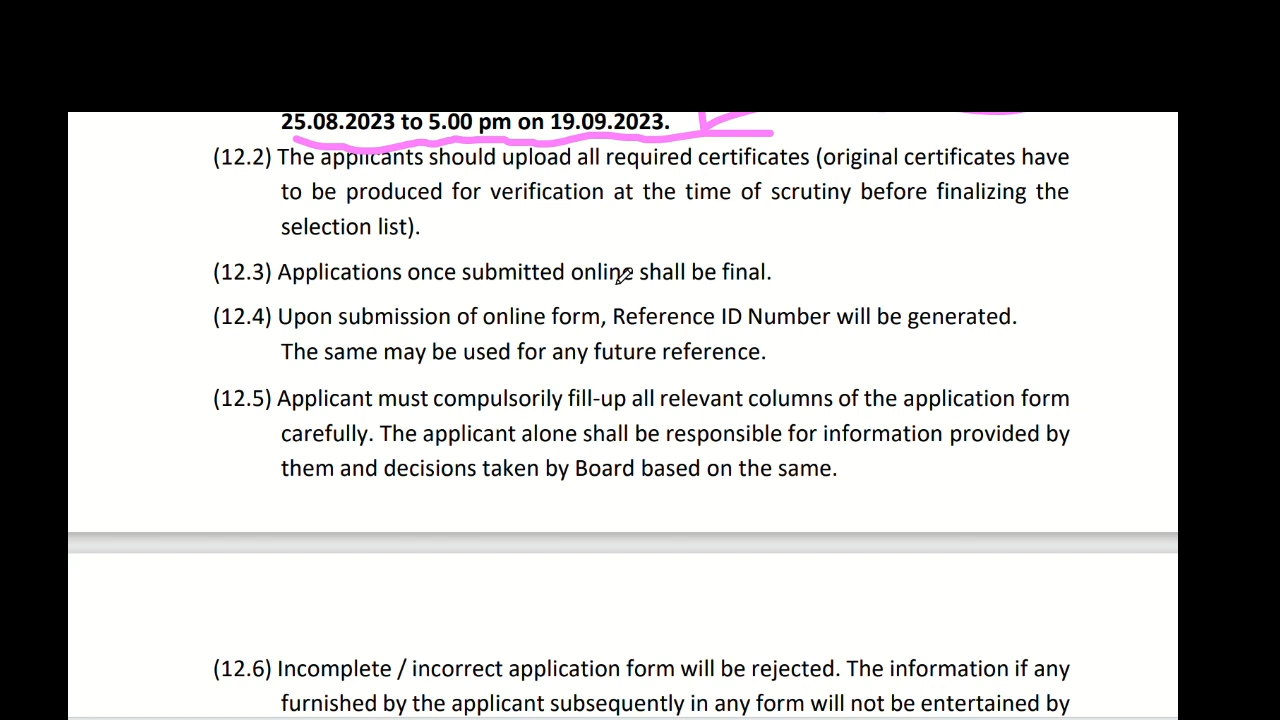 25.08.2023 to 5.00 pm on 19.09.2023.
(12.2) The applicants should upload all required certificates (original certificates have
to be produced for verification at the time of scrutiny before finalizing the
selection list).
(12.3) Applications once submitted online shall be final.
(12.4) Upon submission of online form, Reference ID Number will be generated.
The same may be used for any future reference.
(12.5) Applicant must compulsorily fill-up all relevant columns of the application form
carefully. The applicant alone shall be responsible for information provided by
them and decisions taken by Board based on the same.
(12.6) Incomplete / incorrect application form will be rejected. The information if any
furnished by the applicant subsequently in any form will not be entertained by